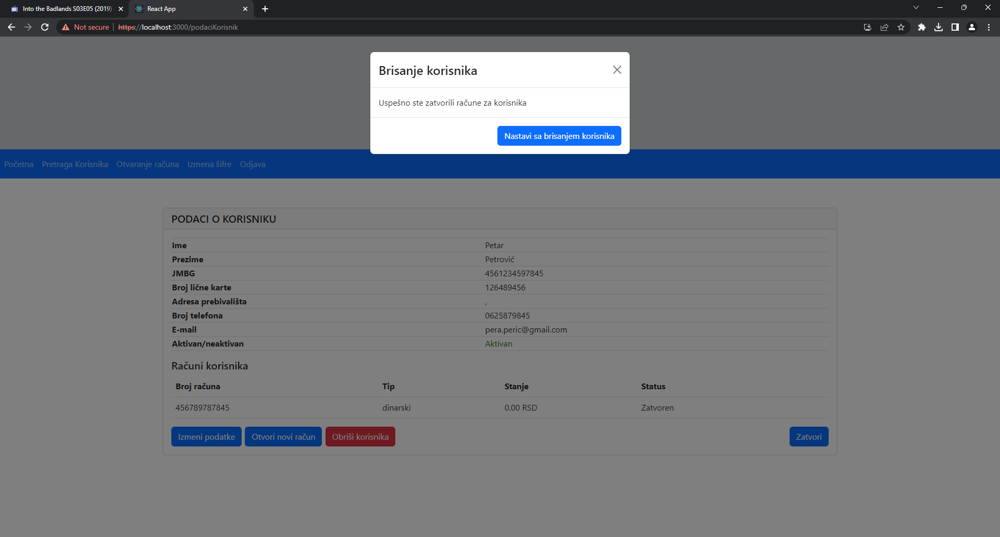 Into the Badlands S03E05 (2019)
React App
Not secure
https://localhost:3000/podaciKorisnik
Brisanje korisnika
Uspešno ste zatvorili račune za korisnika
Nastavi sa brisanjem korisnika
Početna Pretraga Korisnika Otvaranje računa Izmena šifre Odjava
PODACI O KORISNIKU
Ime Petar
Prezime Petrović
JMBG 4561234597845
Broj lične karte 126489456
Adresa prebivališta ,
Broj telefona 0625879845
E-mail pera.peric@gmail.com
Aktivan/neaktivan Aktivan
Računi korisnika
Broj računa Tip Stanje Status
456789787845 dinarski 0.00 RSD Zatvoren
Izmeni podatke Otvori novi račun Obriši korisnika Zatvori